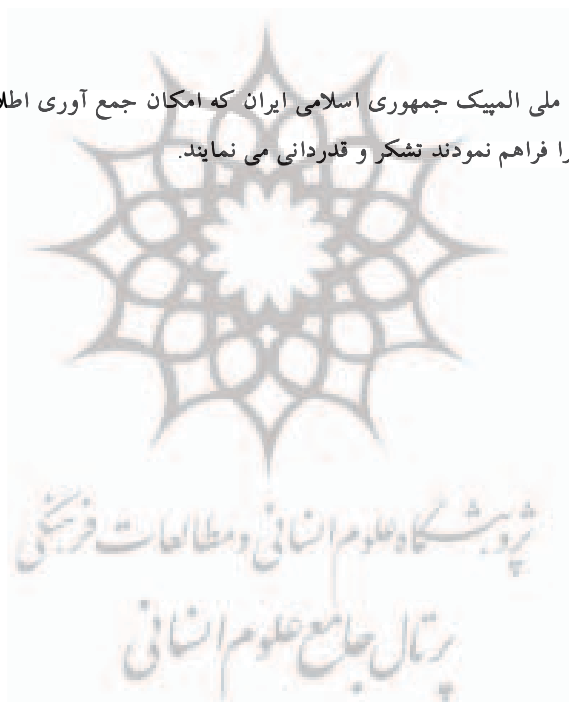 ملی المپیک جمهوری اسلامی ایران که امکان جمع آوری
را فراهم نمودند تشکر و قدردانی می نمایند.
پژوهشگاه علوم انسانی و مطالعات فرهنگی
پرتال جامع علوم انسانی